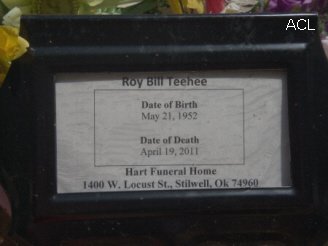 ACL
Roy Bill Teehee
Date of Birth
May 21, 1952
Date of Death
April 19, 2011
Hart Funeral Home
1400 W. Locust St., Stilwell, Ok 74960